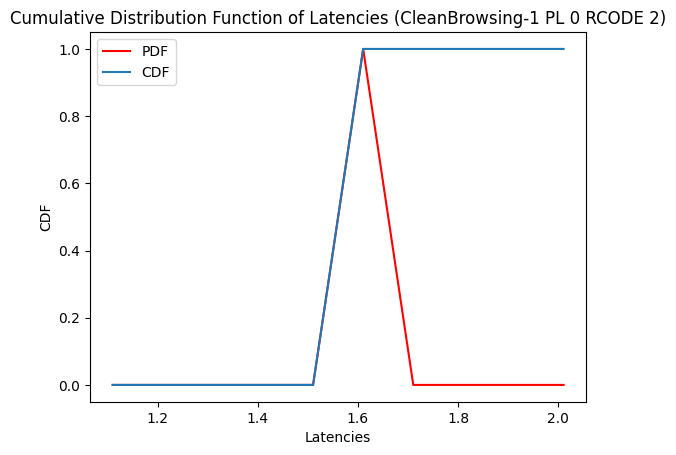 Cumulative Distribution Function of Latencies (CleanBrowsing-1 PL 0 RCODE 2)
PDF
CDF
CDF
1.0
0.8
0.6
0.4
0.2
0.0
1.2 1.4 1.6 1.8 2.0
Latencies